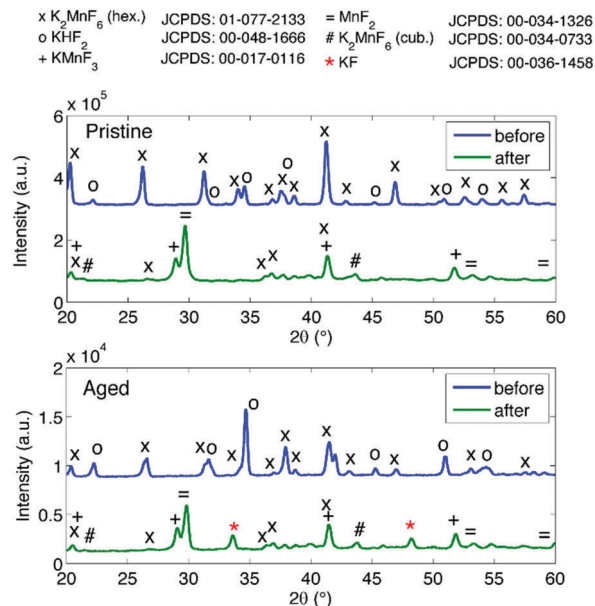 x K2MnF6 (hex.) JCPDS: 01-077-2133 = MnF2 JCPDS: 00-034-1326
o KHF2 JCPDS: 00-048-1666 # K2MnF6 (cub.) JCPDS: 00-034-0733
+ KMnF3 JCPDS: 00-017-0116 * KF JCPDS: 00-036-1458
x 10^5
6
Pristine
before
after
x o x x o x o x x o x x x x o x x o x o x x
4
Intensity (a.u.)
2
+ x # x + = x x x + # + = =
0
20 25 30 35 40 45 50 55 60
2θ (°)
x 10^4
2
Aged
before
after
1.5
x o x x o o x x x x x o x o x o x
1
Intensity (a.u.)
0.5
+ x # x + = * x x x + # * + = =
0
20 25 30 35 40 45 50 55 60
2θ (°)